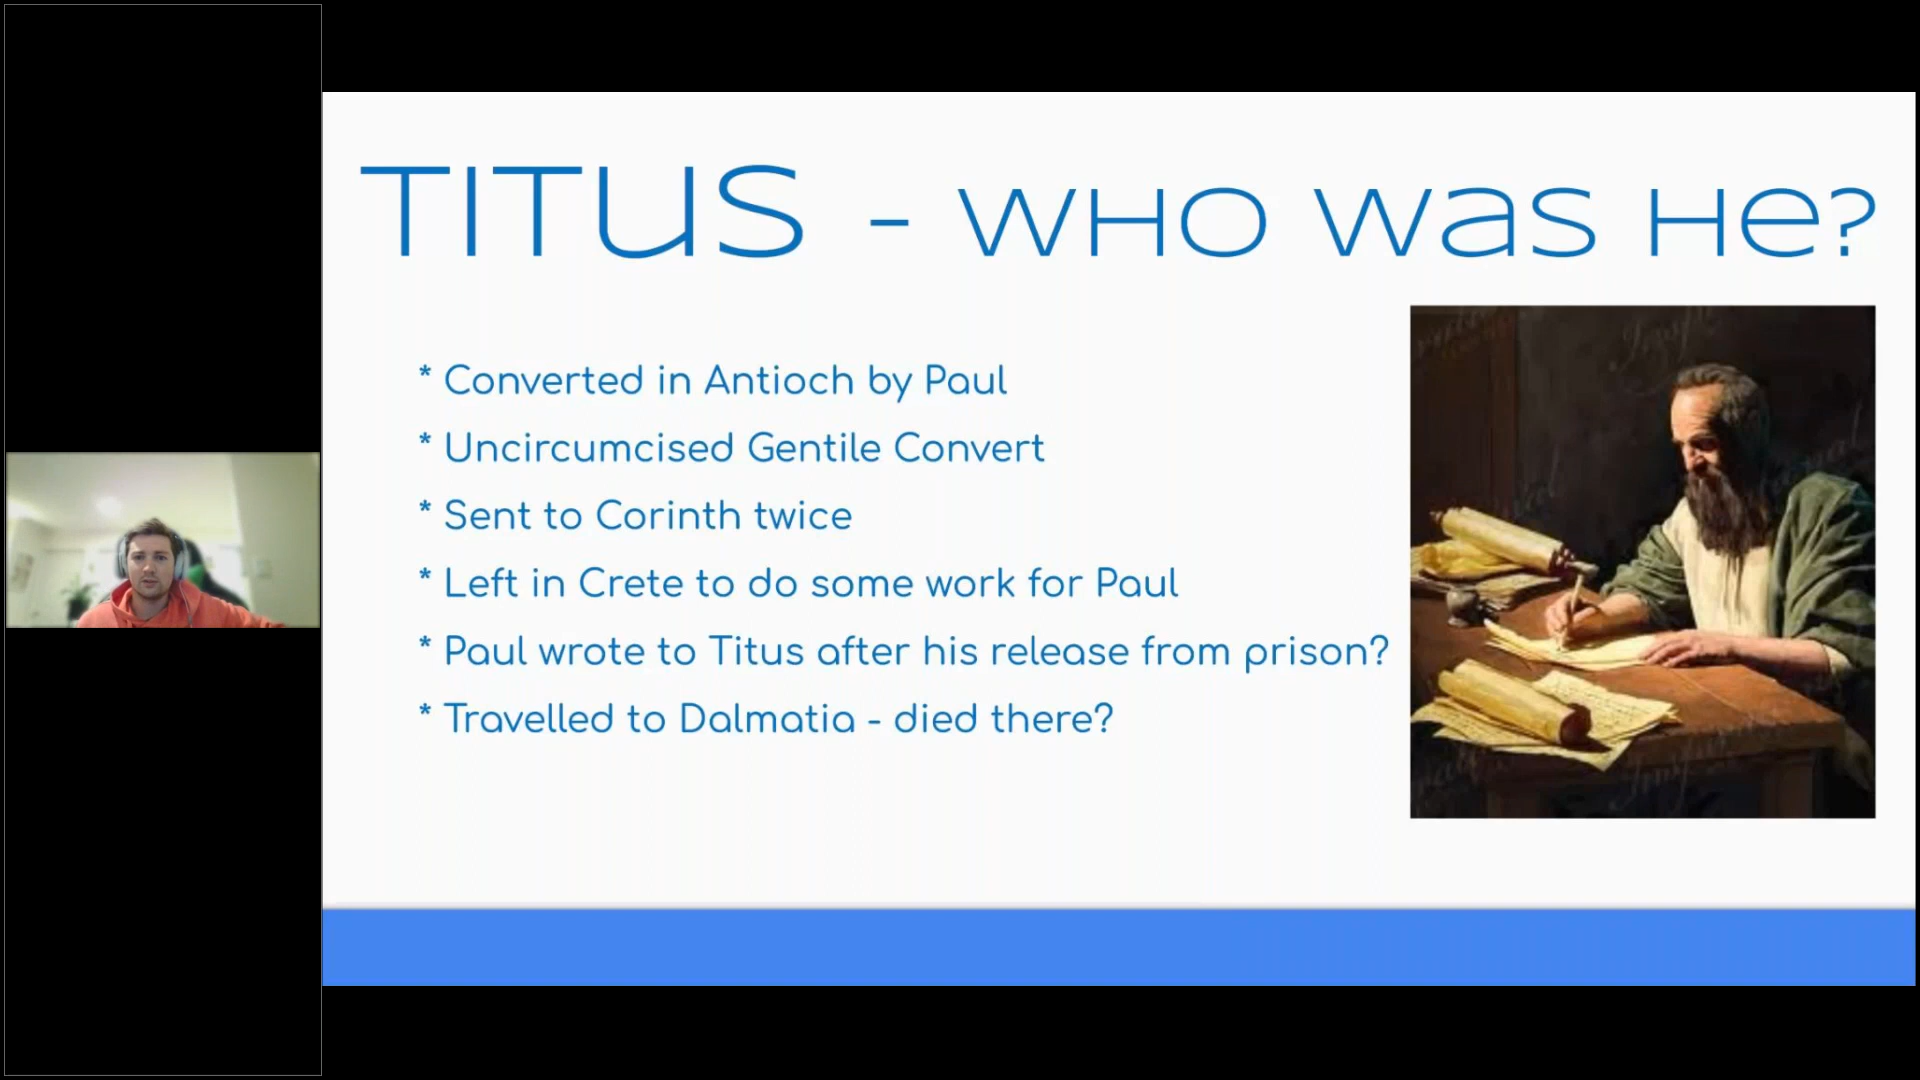 TITUS - WHO WAS HE?
* Converted in Antioch by Paul
* Uncircumcised Gentile Convert
* Sent to Corinth twice
* Left in Crete to do some work for Paul
* Paul wrote to Titus after his release from prison?
* Travelled to Dalmatia - died there?